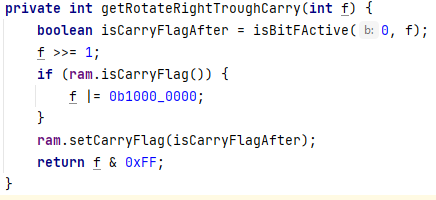 private int getRotateRightTroughCarry(int f) {
boolean isCarryFlagAfter = isBitFActive( b: 0, f);
f >>= 1;
if (ram.isCarryFlag()) {
f |= 0b1000_0000;
}
ram.setCarryFlag(isCarryFlagAfter);
return f & 0xFF;
}